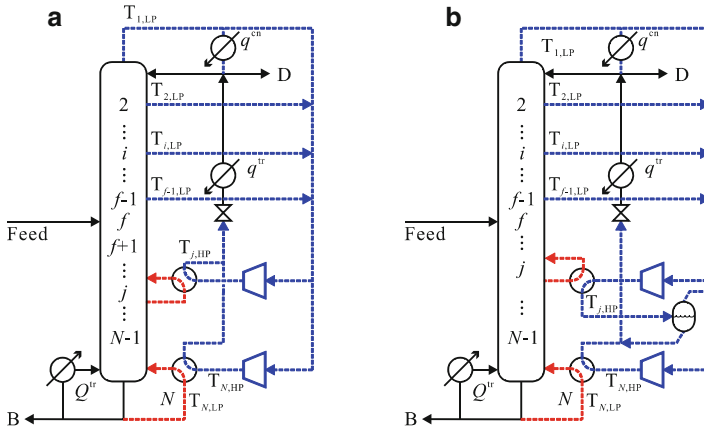 a
T1,LP
qcn
D
2
T2,LP
⋮
i
Ti,LP
⋮
qtr
f-1
Tf-1,LP
f
Feed
f+1
Tj,HP
⋮
j
⋮
N-1
Qtr
TN,HP
N
TN,LP
B
b
T1,LP
qcn
D
2
T2,LP
⋮
i
Ti,LP
⋮
qtr
f-1
Tf-1,LP
f
Feed
⋮
j
Tj,HP
⋮
N-1
Qtr
TN,HP
N
TN,LP
B